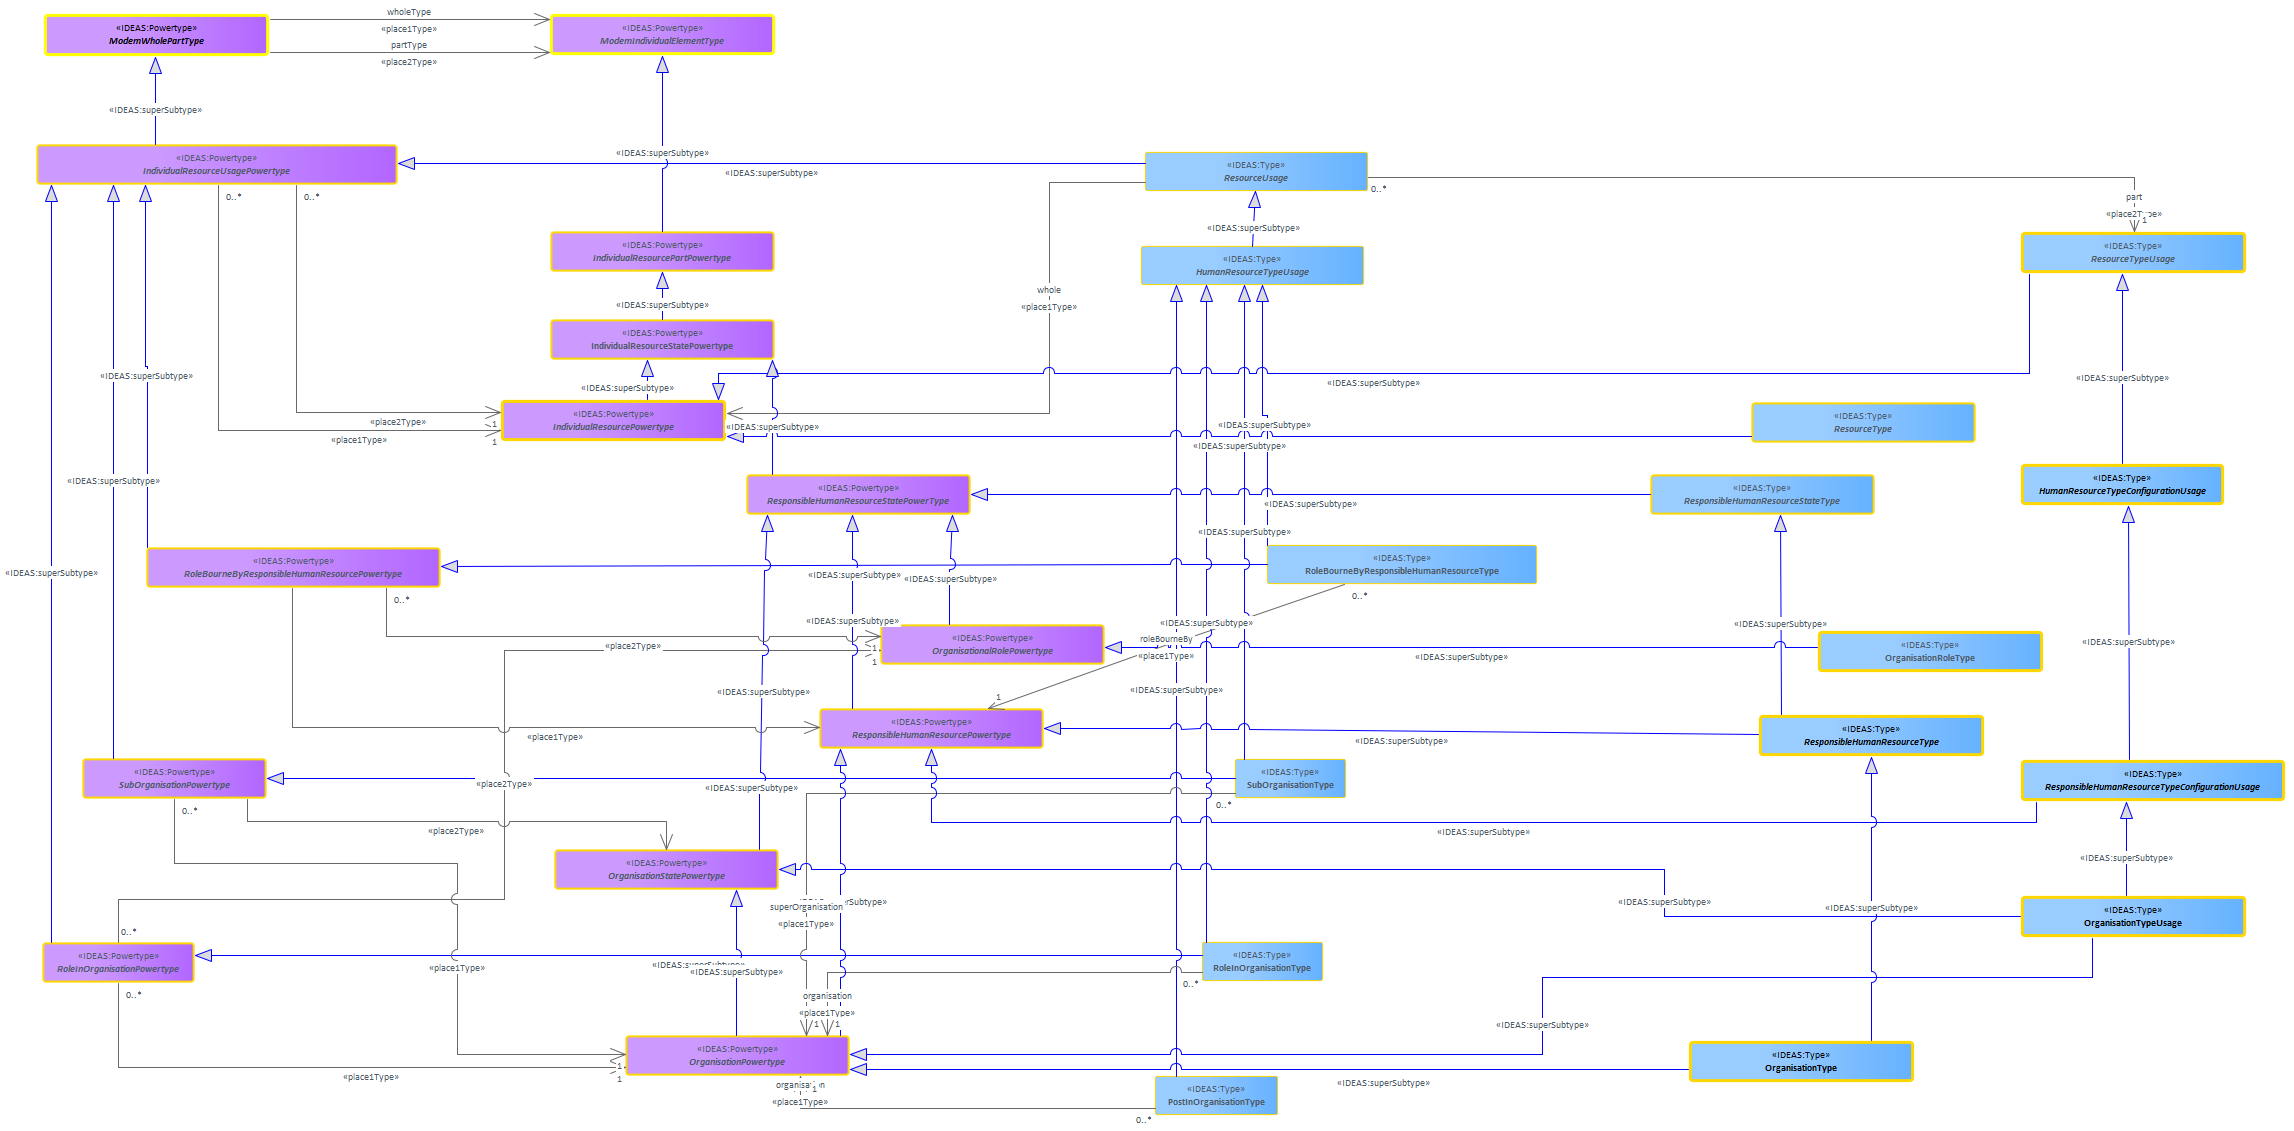 «IDEAS:Powertype»
ModemWholePartType
wholeType
«place1Type»
partType
«place2Type»
«IDEAS:Powertype»
ModemIndividualElementType
«IDEAS:superSubtype»
«IDEAS:Powertype»
IndividualResourceUsagePowertype
0..*
0..*
«IDEAS:superSubtype»
«IDEAS:superSubtype»
«IDEAS:Type»
ResourceUsage
0..*
part
«place2Type»
1
«IDEAS:superSubtype»
«IDEAS:Powertype»
IndividualResourcePartPowertype
«IDEAS:Type»
HumanResourceTypeUsage
«IDEAS:Type»
ResourceTypeUsage
whole
«place1Type»
«IDEAS:superSubtype»
«IDEAS:Powertype»
IndividualResourceStatePowertype
«IDEAS:superSubtype»
«IDEAS:superSubtype»
«IDEAS:superSubtype»
«IDEAS:superSubtype»
«IDEAS:Powertype»
IndividualResourcePowertype
«place2Type»
1
«place1Type»
1
«IDEAS:superSubtype»
«IDEAS:superSubtype»
«IDEAS:superSubtype»
«IDEAS:Type»
ResourceType
«IDEAS:superSubtype»
«IDEAS:Powertype»
ResponsibleHumanResourceStatePowerType
«IDEAS:superSubtype»
«IDEAS:Type»
ResponsibleHumanResourceStateType
«IDEAS:Type»
HumanResourceTypeConfigurationUsage
«IDEAS:superSubtype»
«IDEAS:superSubtype»
«IDEAS:Powertype»
RoleBourneByResponsibleHumanResourcePowertype
0..*
«IDEAS:superSubtype»
«IDEAS:superSubtype»
«IDEAS:Type»
RoleBourneByResponsibleHumanResourceType
0..*
«IDEAS:superSubtype»
«IDEAS:superSubtype»
«IDEAS:superSubtype»
«IDEAS:Powertype»
OrganisationalRolePowertype
«place2Type»
1
1
roleBourneBy
«place1Type»
1
«IDEAS:superSubtype»
«IDEAS:Type»
OrganisationRoleType
«IDEAS:superSubtype»
«IDEAS:superSubtype»
«IDEAS:superSubtype»
«IDEAS:Powertype»
ResponsibleHumanResourcePowertype
«place1Type»
«IDEAS:superSubtype»
«IDEAS:Type»
ResponsibleHumanResourceType
«IDEAS:Powertype»
SubOrganisationPowertype
0..*
«place2Type»
«IDEAS:superSubtype»
«IDEAS:Type»
SubOrganisationType
0..*
«IDEAS:Type»
ResponsibleHumanResourceTypeConfigurationUsage
«place2Type»
«IDEAS:superSubtype»
«IDEAS:Powertype»
OrganisationStatePowertype
«IDEAS:superSubtype»
superOrganisation
«place1Type»
«IDEAS:superSubtype»
«IDEAS:superSubtype»
«IDEAS:Type»
OrganisationTypeUsage
0..*
«IDEAS:Powertype»
RoleInOrganisationPowertype
0..*
«place1Type»
«IDEAS:superSubtype»
«IDEAS:Type»
RoleInOrganisationType
0..*
organisation
«place1Type»
1
1
«IDEAS:superSubtype»
«IDEAS:Powertype»
OrganisationPowertype
1
«place1Type»
1
«IDEAS:Type»
OrganisationType
«IDEAS:superSubtype»
1
«place1Type»
«IDEAS:Type»
PostInOrganisationType
0..*